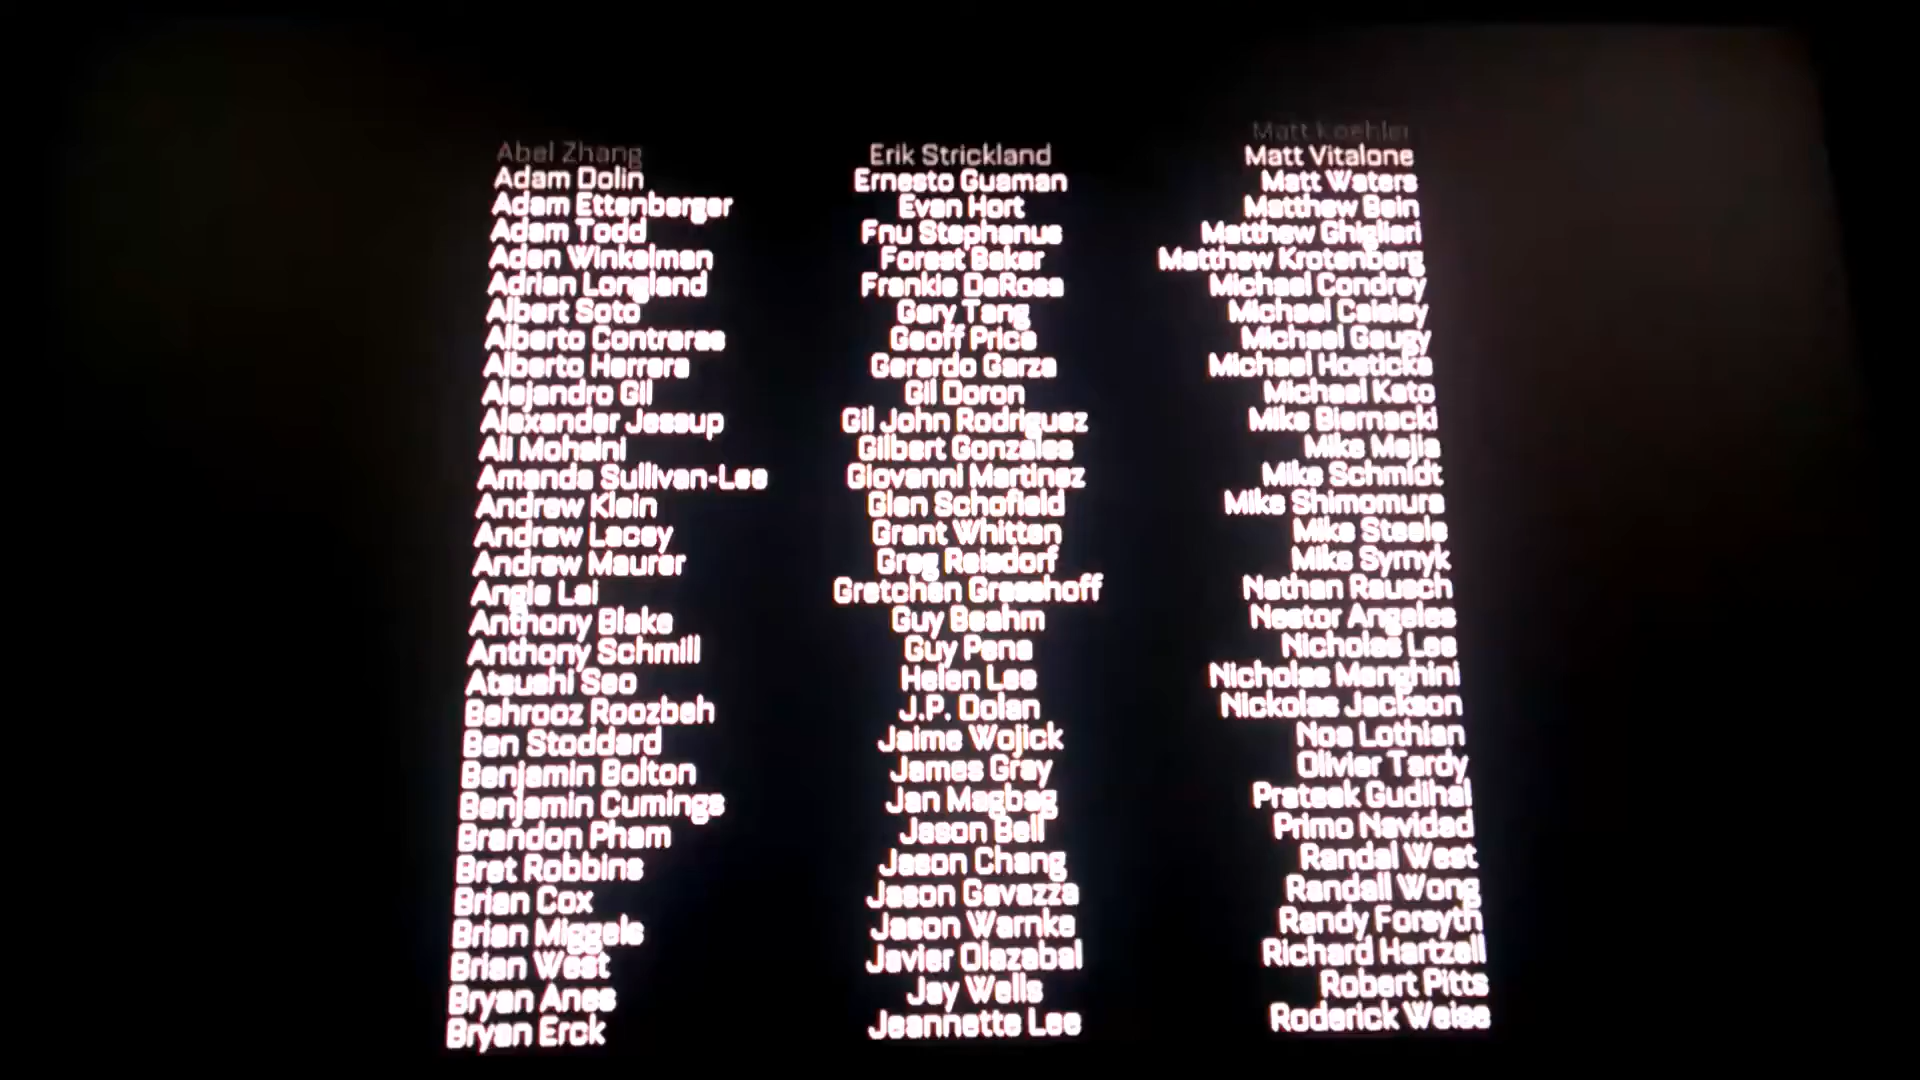 Abel Zhang
Adam Dolin
Adam Ettenberger
Adam Todd
Aden Winkelman
Adrian Longland
Albert Soto
Alberto Contreras
Alberto Herrera
Alejandro Gil
Alexander Jessup
Ali Mohsini
Amanda Sullivan-Lee
Andrew Klein
Andrew Lacey
Andrew Maurer
Angie Lai
Anthony Blake
Anthony Schmill
Atsushi Seo
Behrooz Roozbeh
Ben Stoddard
Benjamin Bolton
Benjamin Cumings
Brandon Pham
Bret Robbins
Brian Cox
Brian Miggels
Brian West
Bryan Anes
Bryan Erck
Erik Strickland
Ernesto Guaman
Evan Hort
Fnu Stephanus
Forest Baker
Frankie DeRosa
Gary Tang
Geoff Price
Gerardo Garza
Gil Doron
Gil John Rodriguez
Gilbert Gonzales
Giovanni Martinez
Glen Schofield
Grant Whitten
Greg Reisdorf
Gretchen Grasshoff
Guy Beahm
Guy Pena
Helen Lee
J.P. Dolan
Jaime Wojick
James Gray
Jan Magbag
Jason Bell
Jason Chang
Jason Gavazza
Jason Warnke
Javier Olazabal
Jay Wells
Jeannette Lee
Matt Koehler
Matt Vitalone
Matt Waters
Matthew Bein
Matthew Ghiglieri
Matthew Krotenberg
Michael Condrey
Michael Caisley
Michael Gaugy
Michael Hosticka
Michael Kato
Mike Biernacki
Mike Mejia
Mike Schmidt
Mike Shimomura
Mike Steele
Mike Syrnyk
Nathan Rausch
Nestor Angeles
Nicholas Lee
Nicholas Menghini
Nickolas Jackson
Noa Lothian
Olivier Tardy
Prateek Gudihal
Primo Navidad
Randal West
Randall Wong
Randy Forsyth
Richard Hartzell
Robert Pitts
Roderick Weise